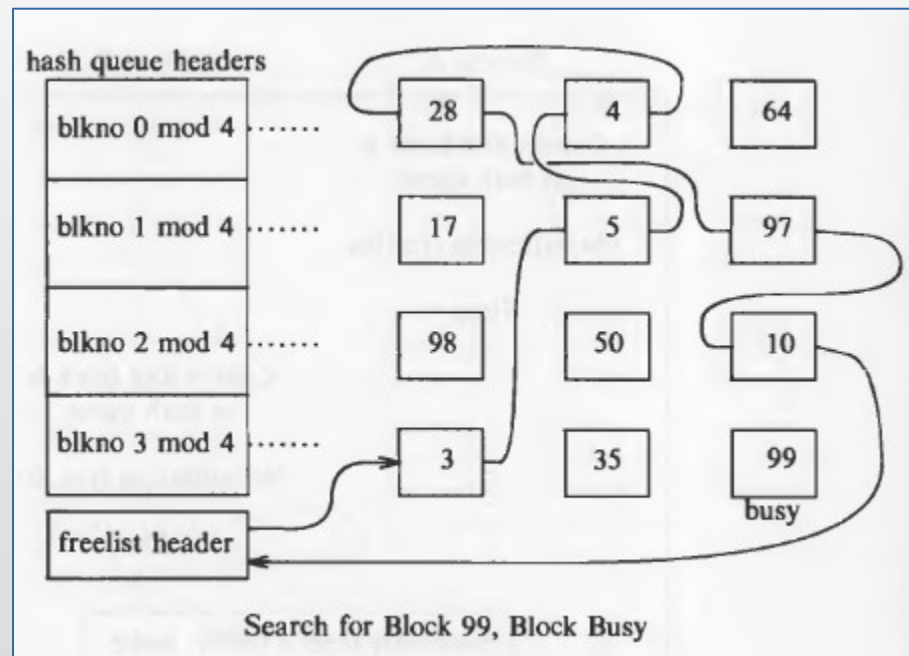 hash queue headers
blkno 0 mod 4 ...... 28 4 64
blkno 1 mod 4 ...... 17 5 97
blkno 2 mod 4 ...... 98 50 10
blkno 3 mod 4 ...... 3 35 99
busy
freelist header
Search for Block 99, Block Busy